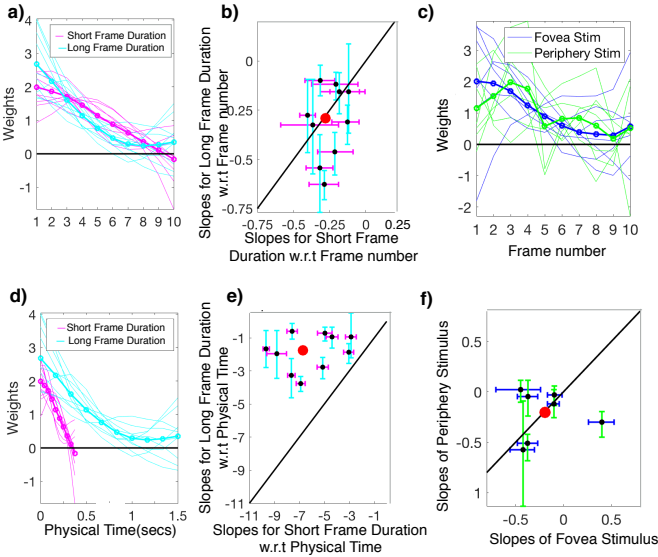 a)
Short Frame Duration
Long Frame Duration
Weights
4
3
2
1
0
-1
1 2 3 4 5 6 7 8 9 10
b)
Slopes for Long Frame Duration
w.r.t Frame number
0
-0.25
-0.5
-0.75
-0.75 -0.5 -0.25 0 0.25
Slopes for Short Frame
Duration w.r.t Frame number
c)
Fovea Stim
Periphery Stim
Weights
4
3
2
1
0
-1
-2
1 2 3 4 5 6 7 8 9 10
Frame number
d)
Short Frame Duration
Long Frame Duration
Weights
4
3
2
1
0
-1
0 0.5 1 1.5
Physical Time(secs)
e)
Slopes for Long Frame Duration
w.r.t Physical Time
-1
-3
-5
-7
-9
-11
-11 -9 -7 -5 -3 -1
Slopes for Short Frame Duration
w.r.t Physical Time
f)
Slopes of Periphery Stimulus
0.5
0
-0.5
1
-0.5 0 0.5
Slopes of Fovea Stimulus